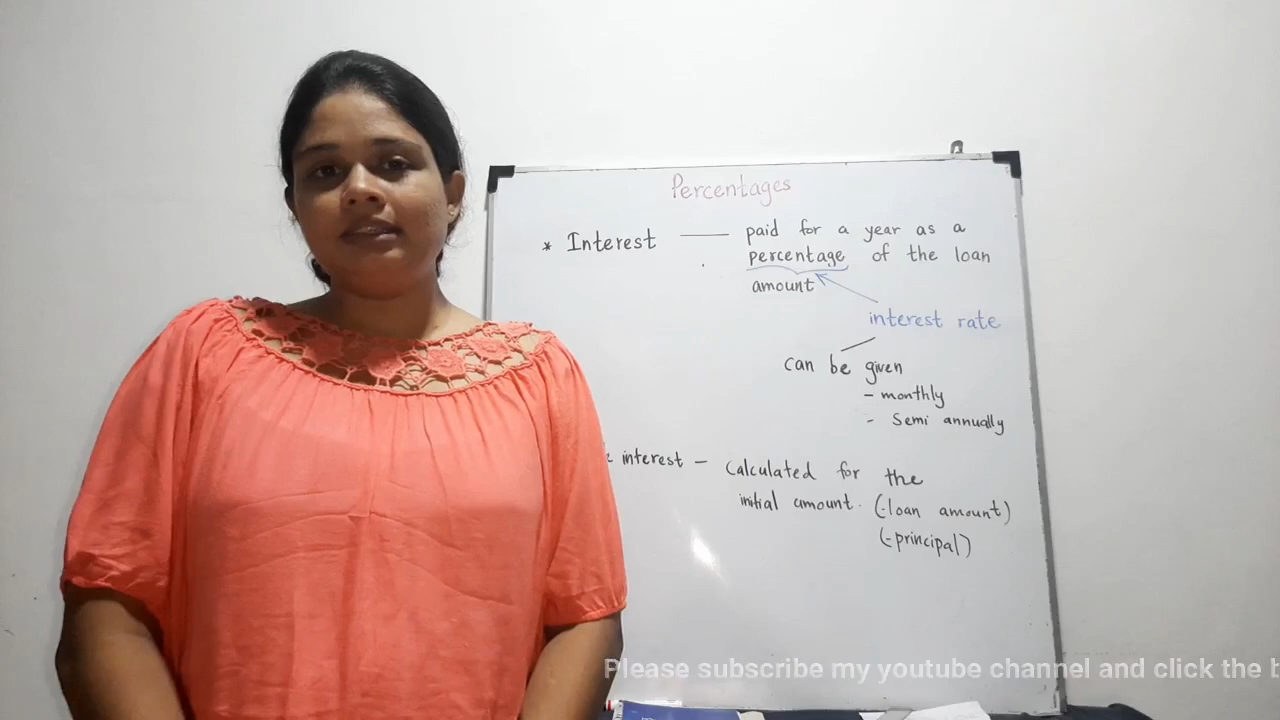 Percentages
* Interest — paid for a year as a
percentage of the loan
amount
interest rate
can be given
- monthly
- Semi annually
interest - Calculated for the
initial amount. (-loan amount)
(-principal)
Please subscribe my youtube channel and click the b